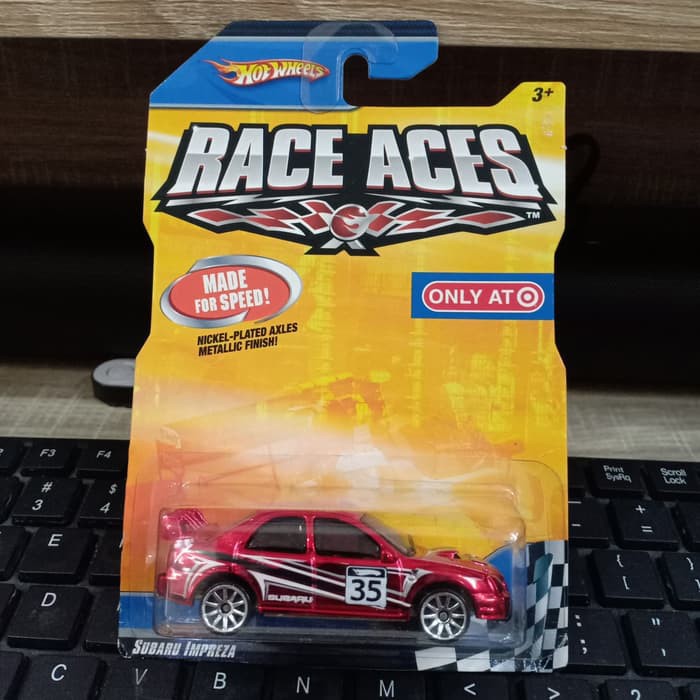 HOT WHEELS
3+
RACE ACES
TM
MADE
FOR SPEED!
ONLY AT
NICKEL-PLATED AXLES
METALLIC FINISH!
SUBARU
35
SUBARU IMPREZA
F3
F4
Print
SysRq
Scroll
Lock
#
3
$
4
+
=
E
{
[
}
]
D
:
;
"
'
C
V
B
N
M
<
,
>
?